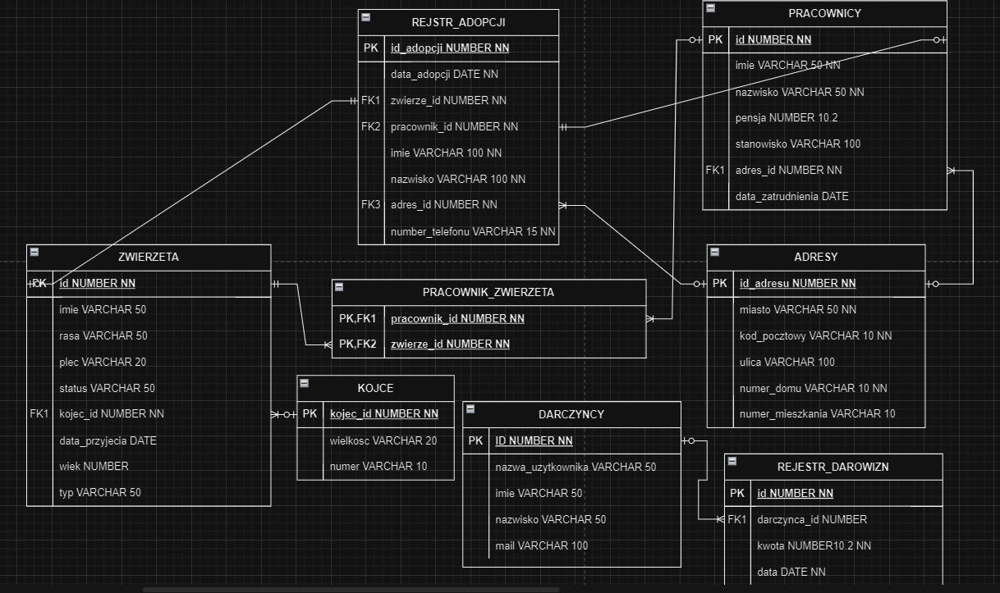 REJSTR_ADOPCJI
PK id_adopcji NUMBER NN
data_adopcji DATE NN
FK1 zwierze_id NUMBER NN
FK2 pracownik_id NUMBER NN
imie VARCHAR 100 NN
nazwisko VARCHAR 100 NN
FK3 adres_id NUMBER NN
number_telefonu VARCHAR 15 NN
PRACOWNICY
PK id NUMBER NN
imie VARCHAR 50 NN
nazwisko VARCHAR 50 NN
pensja NUMBER 10.2
stanowisko VARCHAR 100
FK1 adres_id NUMBER NN
data_zatrudnienia DATE
ZWIERZETA
PK id NUMBER NN
imie VARCHAR 50
rasa VARCHAR 50
plec VARCHAR 20
status VARCHAR 50
FK1 kojec_id NUMBER NN
data_przyjecia DATE
wiek NUMBER
typ VARCHAR 50
PRACOWNIK_ZWIERZETA
PK,FK1 pracownik_id NUMBER NN
PK,FK2 zwierze_id NUMBER NN
ADRESY
PK id_adresu NUMBER NN
miasto VARCHAR 50 NN
kod_pocztowy VARCHAR 10 NN
ulica VARCHAR 100
numer_domu VARCHAR 10 NN
numer_mieszkania VARCHAR 10
KOJCE
PK kojec_id NUMBER NN
wielkosc VARCHAR 20
numer VARCHAR 10
DARCZYNCY
PK ID NUMBER NN
nazwa_uzytkownika VARCHAR 50
imie VARCHAR 50
nazwisko VARCHAR 50
mail VARCHAR 100
REJESTR_DAROWIZN
PK id NUMBER NN
FK1 darczynca_id NUMBER
kwota NUMBER10.2 NN
data DATE NN